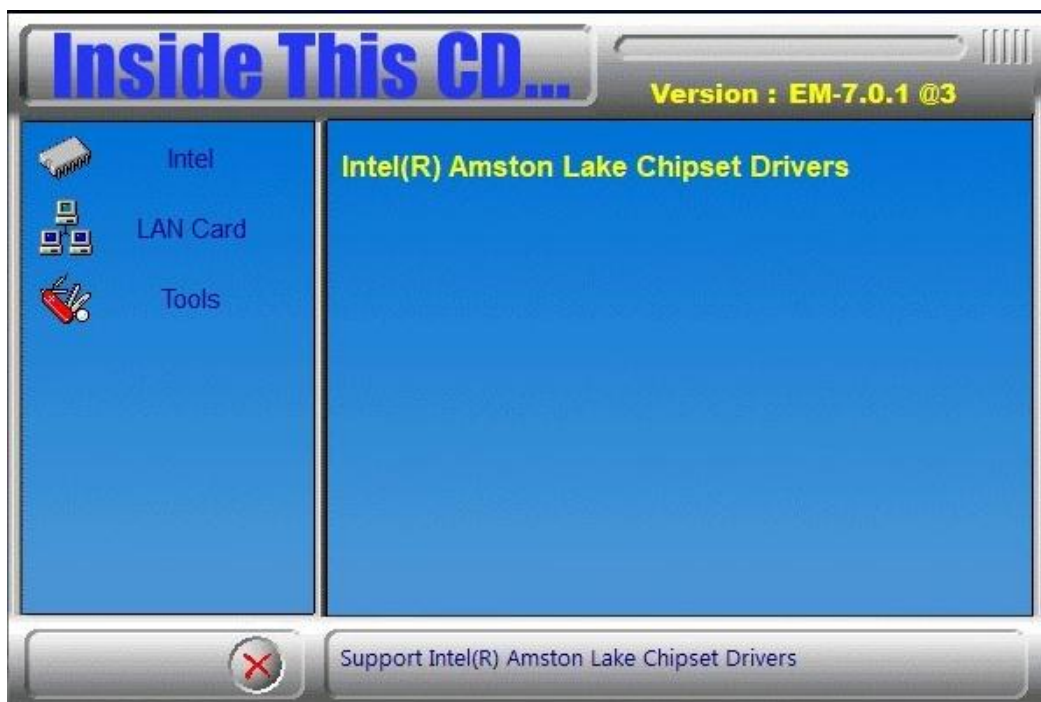 Inside This CD...
Version : EM-7.0.1 @3
Intel
LAN Card
Tools
Intel(R) Amston Lake Chipset Drivers
Support Intel(R) Amston Lake Chipset Drivers